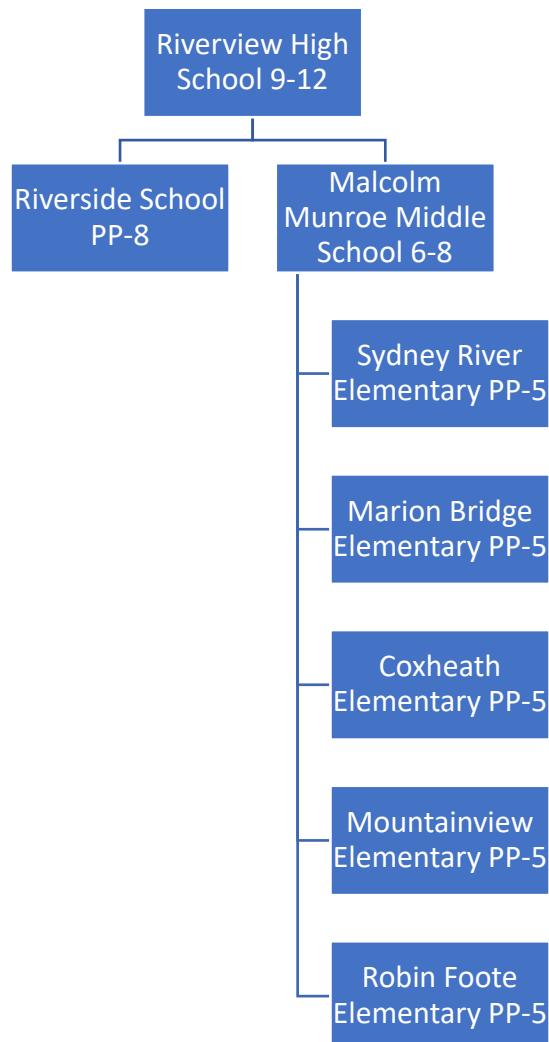 Riverview High
School 9-12
Riverside School
PP-8
Malcolm
Munroe Middle
School 6-8
Sydney River
Elementary PP-5
Marion Bridge
Elementary PP-5
Coxheath
Elementary PP-5
Mountainview
Elementary PP-5
Robin Foote
Elementary PP-5